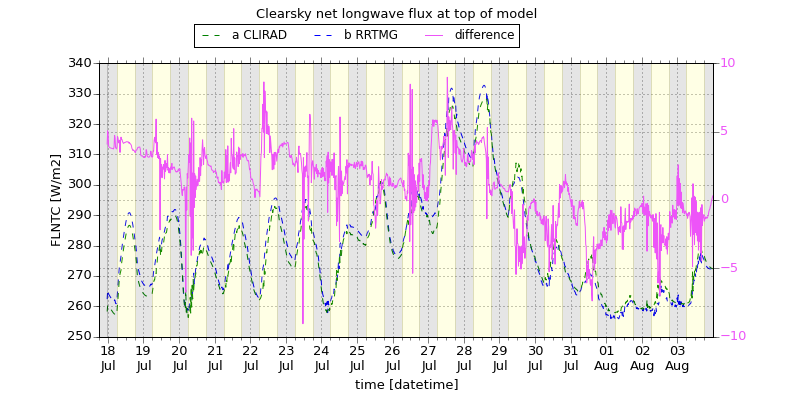 Clearsky net longwave flux at top of model
a CLIRAD b RRTMG difference
FLNTC [W/m2]
340
330
320
310
300
290
280
270
260
250
10
5
0
−5
−10
18 19 20 21 22 23 24 25 26 27 28 29 30 31 01 02 03
Jul Jul Jul Jul Jul Jul Jul Jul Jul Jul Jul Jul Jul Jul Aug Aug Aug
time [datetime]